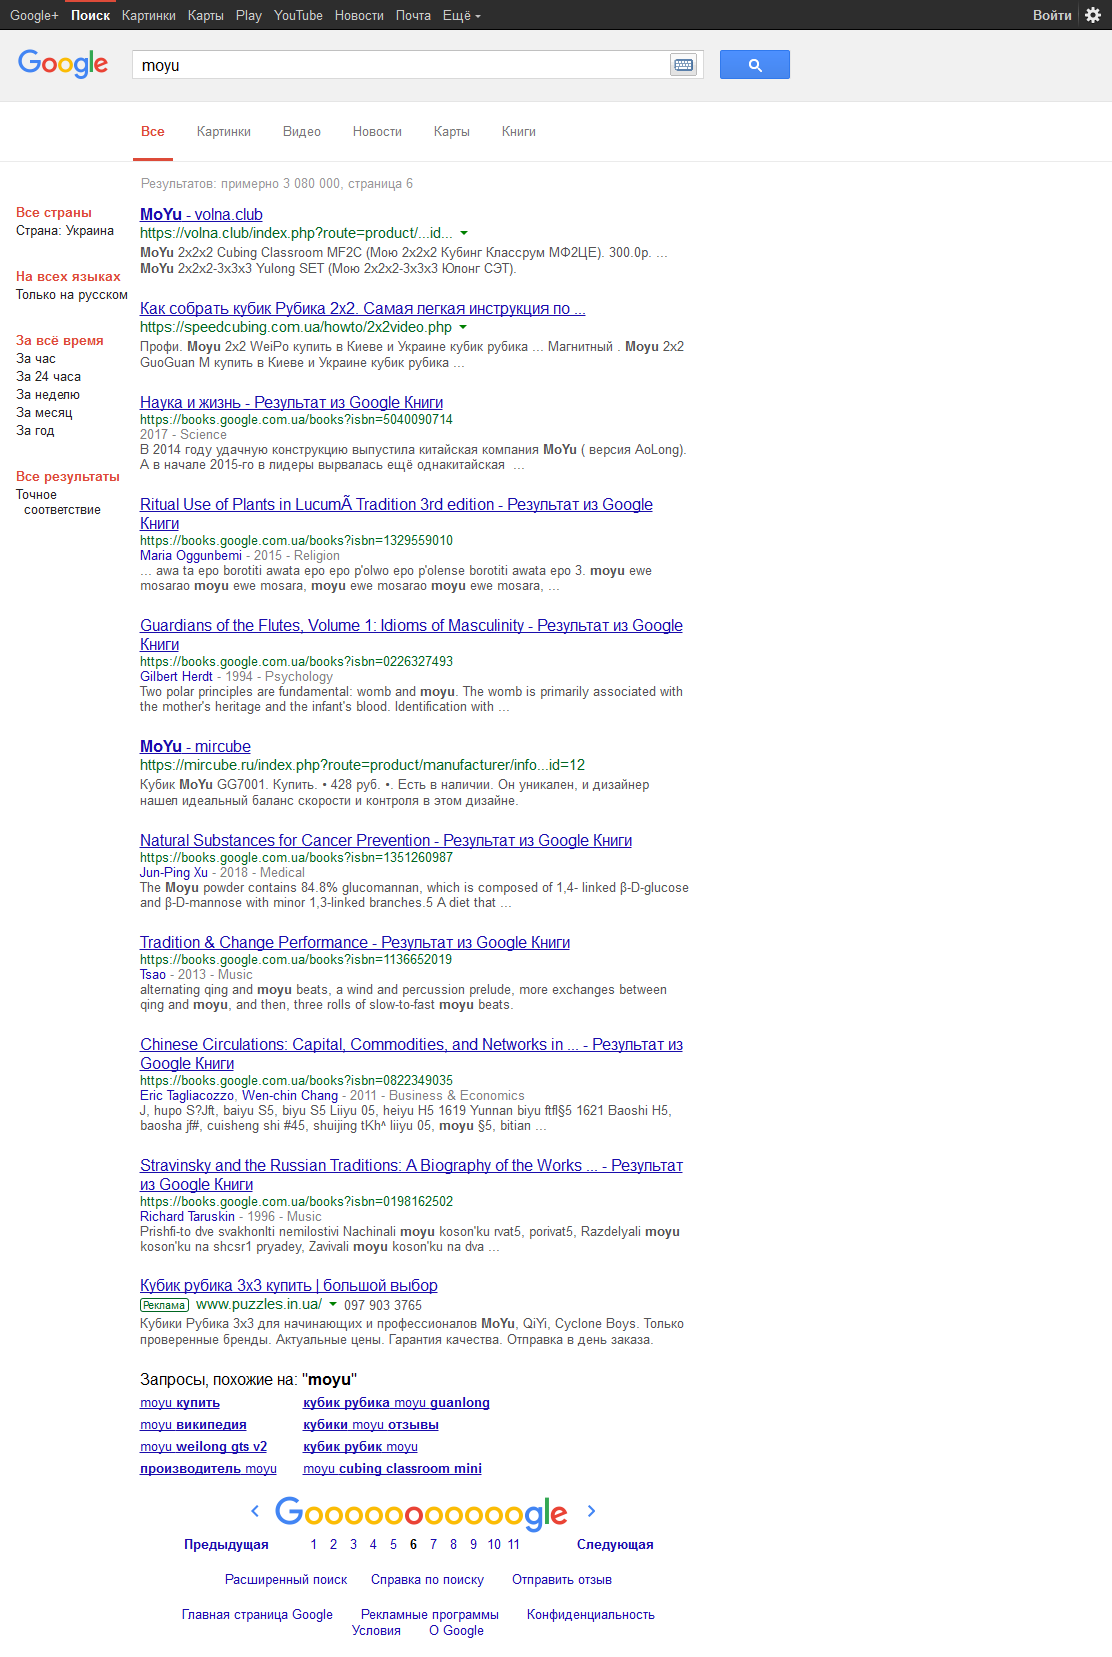 Google+ Поиск Картинки Карты Play YouTube Новости Почта Ещё Войти
Google moyu
Все Картинки Видео Новости Карты Книги
Результатов: примерно 3 080 000, страница 6
Все страны
Страна: Украина
На всех языках
Только на русском
За всё время
За час
За 24 часа
За неделю
За месяц
За год
Все результаты
Точное
соответствие
MoYu - volna.club
https://volna.club/index.php?route=product/...id...
MoYu 2x2x2 Cubing Classroom MF2C (Мою 2x2x2 Кубинг Классрум МФ2ЦЕ). 300.0р. ...
MoYu 2x2x2-3x3x3 Yulong SET (Мою 2x2x2-3x3x3 Юлонг СЭТ).
Как собрать кубик Рубика 2x2. Самая легкая инструкция по ...
https://speedcubing.com.ua/howto/2x2video.php
Профи. Moyu 2x2 WeiPo купить в Киеве и Украине кубик рубика ... Магнитный . Moyu 2x2
GuoGuan M купить в Киеве и Украине кубик рубика ...
Наука и жизнь - Результат из Google Книги
https://books.google.com.ua/books?isbn=5040090714
2017 - Science
В 2014 году удачную конструкцию выпустила китайская компания MoYu ( версия AoLong).
А в начале 2015-го в лидеры вырвалась ещё однакитайская ...
Ritual Use of Plants in LucumÃ Tradition 3rd edition - Результат из Google
Книги
https://books.google.com.ua/books?isbn=1329559010
Maria Oggunbemi - 2015 - Religion
... awa ta epo borotiti awata epo epo p'olwo epo p'olense borotiti awata epo 3. moyu ewe
mosarao moyu ewe mosara, moyu ewe mosarao moyu ewe mosara, ...
Guardians of the Flutes, Volume 1: Idioms of Masculinity - Результат из Google
Книги
https://books.google.com.ua/books?isbn=0226327493
Gilbert Herdt - 1994 - Psychology
Two polar principles are fundamental: womb and moyu. The womb is primarily associated with
the mother's heritage and the infant's blood. Identification with ...
MoYu - mircube
https://mircube.ru/index.php?route=product/manufacturer/info...id=12
Кубик MoYu GG7001. Купить. • 428 руб. •. Есть в наличии. Он уникален, и дизайнер
нашел идеальный баланс скорости и контроля в этом дизайне.
Natural Substances for Cancer Prevention - Результат из Google Книги
https://books.google.com.ua/books?isbn=1351260987
Jun-Ping Xu - 2018 - Medical
The Moyu powder contains 84.8% glucomannan, which is composed of 1,4- linked β-D-glucose
and β-D-mannose with minor 1,3-linked branches.5 A diet that ...
Tradition & Change Performance - Результат из Google Книги
https://books.google.com.ua/books?isbn=1136652019
Tsao - 2013 - Music
alternating qing and moyu beats, a wind and percussion prelude, more exchanges between
qing and moyu, and then, three rolls of slow-to-fast moyu beats.
Chinese Circulations: Capital, Commodities, and Networks in ... - Результат из
Google Книги
https://books.google.com.ua/books?isbn=0822349035
Eric Tagliacozzo, Wen-chin Chang - 2011 - Business & Economics
J, hupo S?Jft, baiyu S5, biyu S5 Liiyu 05, heiyu H5 1619 Yunnan biyu ftfl§5 1621 Baoshi H5,
baosha jf#, cuisheng shi #45, shuijing tKh^ liiyu 05, moyu §5, bitian ...
Stravinsky and the Russian Traditions: A Biography of the Works ... - Результат
из Google Книги
https://books.google.com.ua/books?isbn=0198162502
Richard Taruskin - 1996 - Music
Prishfi-to dve svakhonlti nemilostivi Nachinali moyu koson'ku rvat5, porivat5, Razdelyali moyu
koson'ku na shcsr1 pryadey, Zavivali moyu koson'ku na dva ...
Кубик рубика 3x3 купить | большой выбор
Реклама www.puzzles.in.ua/ 097 903 3765
Кубики Рубика 3x3 для начинающих и профессионалов MoYu, QiYi, Cyclone Boys. Только
проверенные бренды. Актуальные цены. Гарантия качества. Отправка в день заказа.
Запросы, похожие на: "moyu"
moyu купить кубик рубика moyu guanlong
moyu википедия кубики moyu отзывы
moyu weilong gts v2 кубик рубик moyu
производитель moyu moyu cubing classroom mini
Gooooooooooogle
Предыдущая 1 2 3 4 5 6 7 8 9 10 11 Следующая
Расширенный поиск Справка по поиску Отправить отзыв
Главная страница Google Рекламные программы Конфиденциальность
Условия О Google